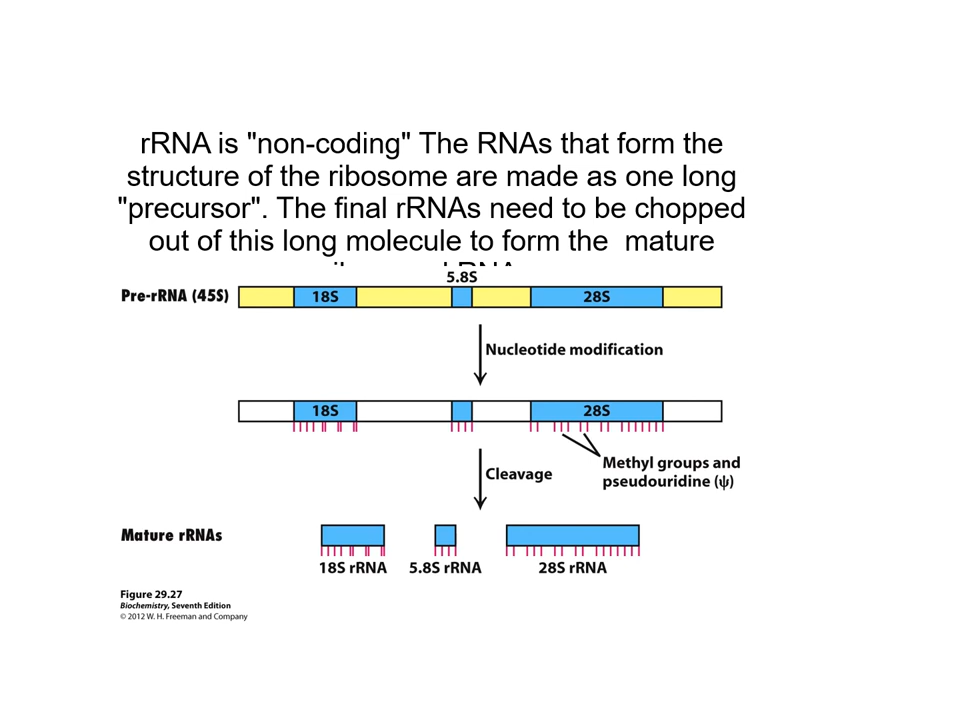 rRNA is "non-coding" The RNAs that form the
structure of the ribosome are made as one long
"precursor". The final rRNAs need to be chopped
out of this long molecule to form the  mature
5.8S
Pre-rRNA (45S)
18S
28S
Nucleotide modification
18S
28S
Methyl groups and
pseudouridine (ψ)
Cleavage
Mature rRNAs
18S rRNA
5.8S rRNA
28S rRNA
Figure 29.27
Biochemistry, Seventh Edition
© 2012 W. H. Freeman and Company